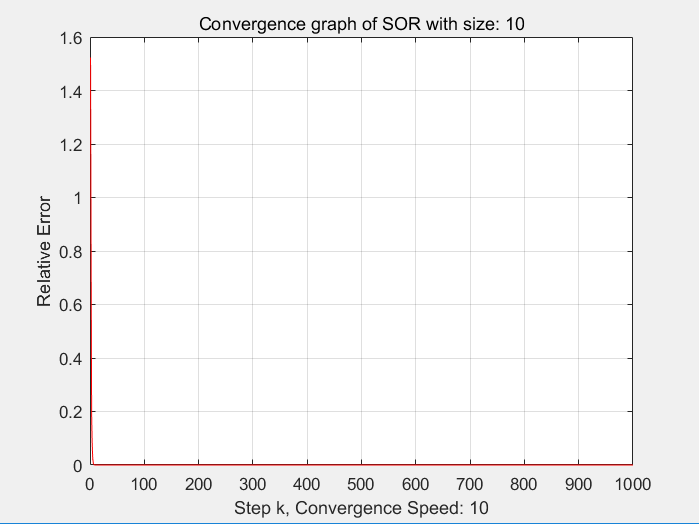 Convergence graph of SOR with size: 10
1.6
1.4
1.2
1
0.8
0.6
0.4
0.2
0
Relative Error
0 100 200 300 400 500 600 700 800 900 1000
Step k, Convergence Speed: 10